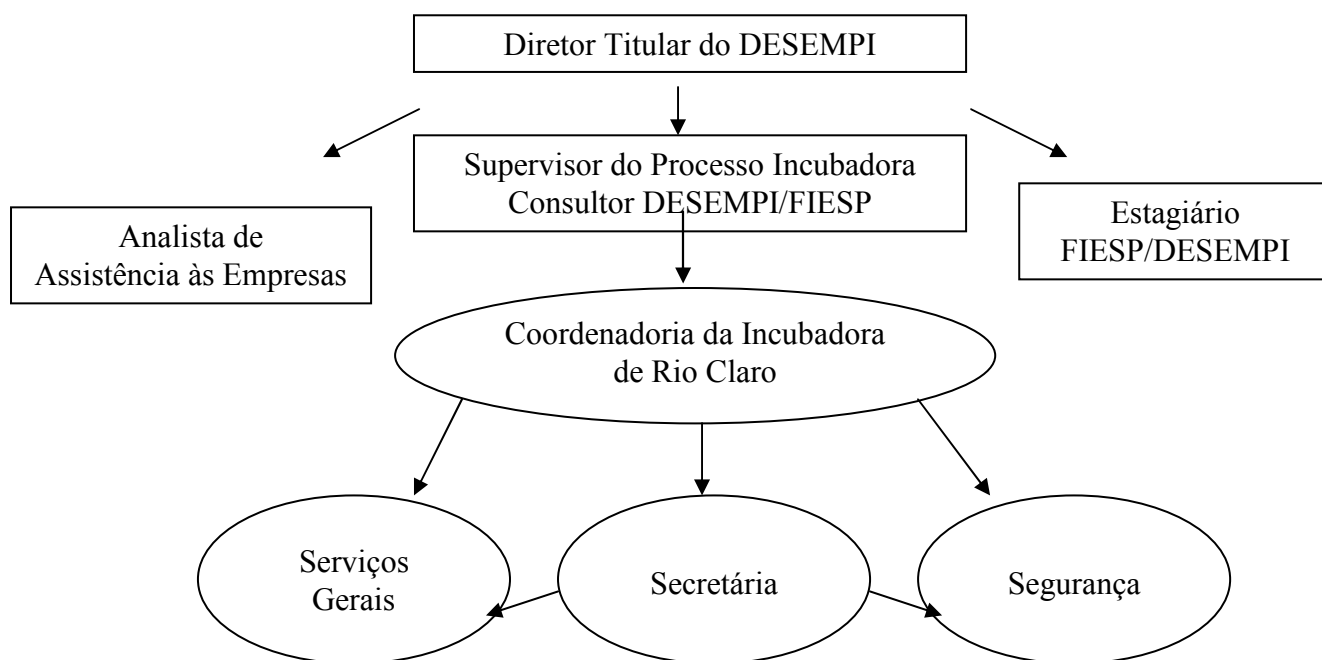 Diretor Titular do DESEMPI
Supervisor do Processo Incubadora
Consultor DESEMPI/FIESP
Analista de
Assistência às Empresas
Estagiário
FIESP/DESEMPI
Coordenadoria da Incubadora
de Rio Claro
Serviços
Gerais
Secretária
Segurança